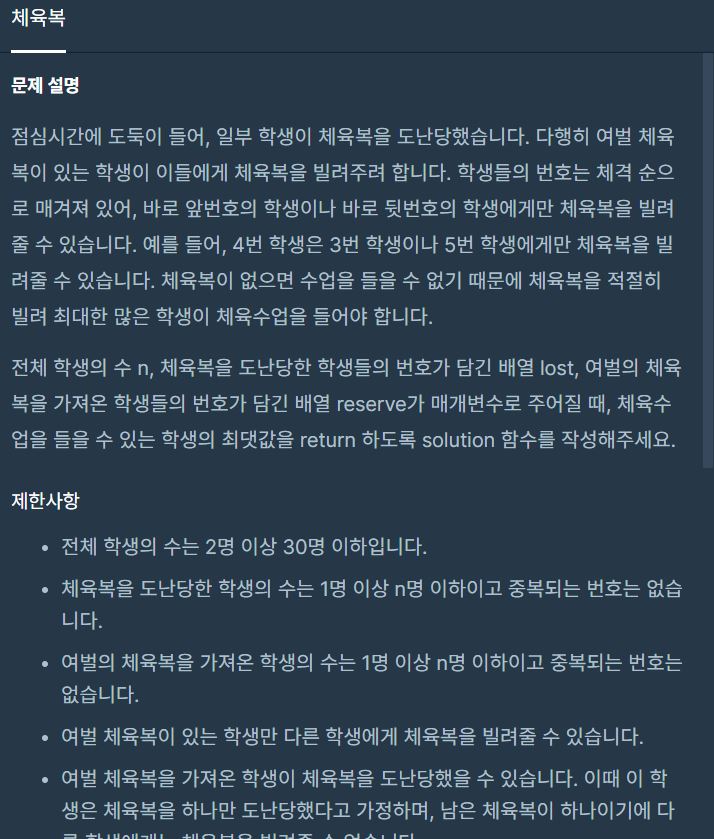 체육복
문제 설명
점심시간에 도둑이 들어, 일부 학생이 체육복을 도난당했습니다. 다행히 여벌 체육
복이 있는 학생이 이들에게 체육복을 빌려주려 합니다. 학생들의 번호는 체격 순으
로 매겨져 있어, 바로 앞번호의 학생이나 바로 뒷번호의 학생에게만 체육복을 빌려
줄 수 있습니다. 예를 들어, 4번 학생은 3번 학생이나 5번 학생에게만 체육복을 빌
려줄 수 있습니다. 체육복이 없으면 수업을 들을 수 없기 때문에 체육복을 적절히
빌려 최대한 많은 학생이 체육수업을 들어야 합니다.
전체 학생의 수 n, 체육복을 도난당한 학생들의 번호가 담긴 배열 lost, 여벌의 체육
복을 가져온 학생들의 번호가 담긴 배열 reserve가 매개변수로 주어질 때, 체육수
업을 들을 수 있는 학생의 최댓값을 return 하도록 solution 함수를 작성해주세요.
제한사항
• 전체 학생의 수는 2명 이상 30명 이하입니다.
• 체육복을 도난당한 학생의 수는 1명 이상 n명 이하이고 중복되는 번호는 없습
니다.
• 여벌의 체육복을 가져온 학생의 수는 1명 이상 n명 이하이고 중복되는 번호는
없습니다.
• 여벌 체육복이 있는 학생만 다른 학생에게 체육복을 빌려줄 수 있습니다.
• 여벌 체육복을 가져온 학생이 체육복을 도난당했을 수 있습니다. 이때 이 학
생은 체육복을 하나만 도난당했다고 가정하며, 남은 체육복이 하나이기에 다